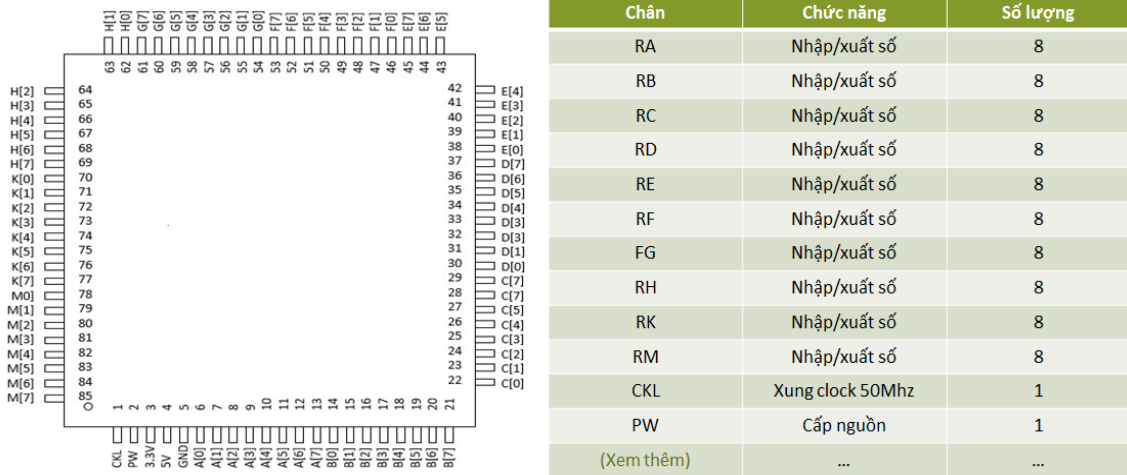 H[1] H[0] G[7] G[6] G[5] G[4] G[3] G[2] G[1] G[0] F[7] F[6] F[5] F[4] F[3] F[2] F[1] F[0] E[7] E[6] E[5]
63 62 61 60 59 58 57 56 55 54 53 52 51 50 49 48 47 46 45 44 43
H[2] 64
H[3] 65
H[4] 66
H[5] 67
H[6] 68
H[7] 69
K[0] 70
K[1] 71
K[2] 72
K[3] 73
K[4] 74
K[5] 75
K[6] 76
K[7] 77
M0] 78
M[1] 79
M[2] 80
M[3] 81
M[4] 82
M[5] 83
M[6] 84
M[7] 85
42 E[4]
41 E[3]
40 E[2]
39 E[1]
38 E[0]
37 D[7]
36 D[6]
35 D[5]
34 D[4]
33 D[3]
32 D[3]
31 D[1]
30 D[0]
29 C[7]
28 C[7]
27 C[5]
26 C[4]
25 C[3]
24 C[2]
23 C[1]
22 C[0]
1 2 3 4 5 6 7 8 9 10 11 12 13 14 15 16 17 18 19 20 21
CKL PW 3.3V 5V GND A[0] A[1] A[2] A[3] A[4] A[5] A[6] A[7] B[0] B[1] B[2] B[3] B[4] B[5] B[6] B[7]
Chân Chức năng Số lượng
RA Nhập/xuất số 8
RB Nhập/xuất số 8
RC Nhập/xuất số 8
RD Nhập/xuất số 8
RE Nhập/xuất số 8
RF Nhập/xuất số 8
FG Nhập/xuất số 8
RH Nhập/xuất số 8
RK Nhập/xuất số 8
RM Nhập/xuất số 8
CKL Xung clock 50Mhz 1
PW Cấp nguồn 1
(Xem thêm) ... ...